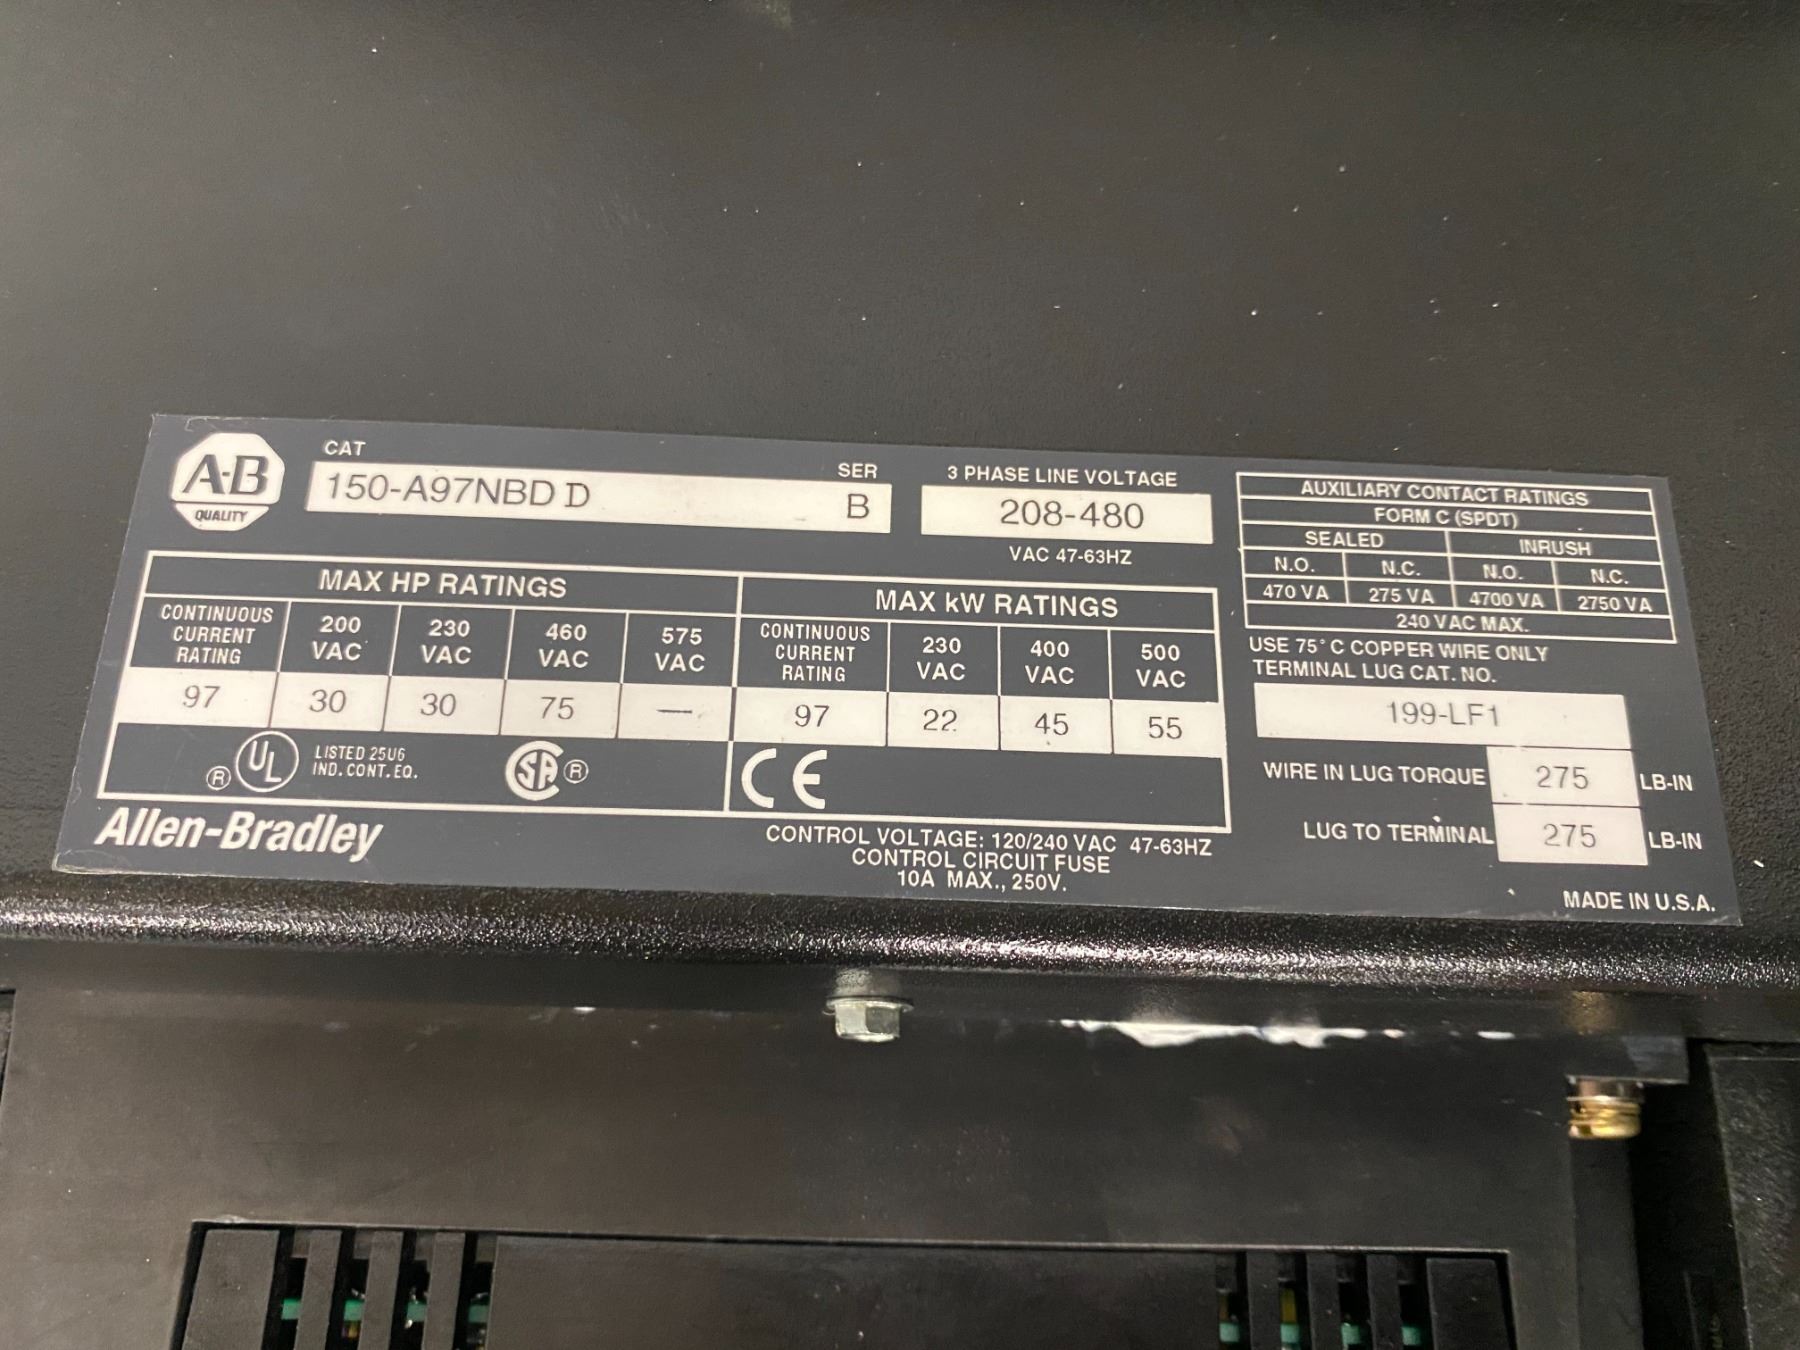 A-B
QUALITY
CAT
150-A97NBD D
SER
B
3 PHASE LINE VOLTAGE
208-480
VAC 47-63HZ
MAX HP RATINGS
CONTINUOUS CURRENT RATING 200 VAC 230 VAC 460 VAC 575 VAC
97 30 30 75 —
MAX kW RATINGS
CONTINUOUS CURRENT RATING 230 VAC 400 VAC 500 VAC
97 22 45 55
UL ®
LISTED 25U6
IND. CONT. EQ.
SA ®
CE
Allen-Bradley
CONTROL VOLTAGE: 120/240 VAC 47-63HZ
CONTROL CIRCUIT FUSE
10A MAX., 250V.
AUXILIARY CONTACT RATINGS
FORM C (SPDT)
SEALED INRUSH
N.O. N.C. N.O. N.C.
470 VA 275 VA 4700 VA 2750 VA
240 VAC MAX.
USE 75°C COPPER WIRE ONLY
TERMINAL LUG CAT. NO.
199-LF1
WIRE IN LUG TORQUE 275 LB-IN
LUG TO TERMINAL 275 LB-IN
MADE IN U.S.A.